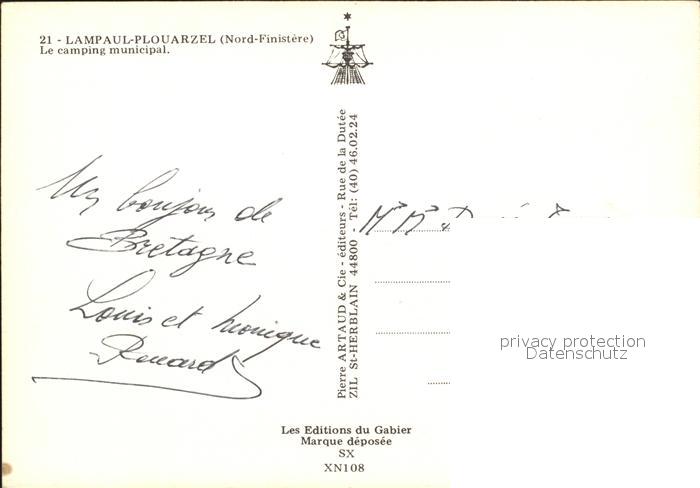 21 - LAMPAUL-PLOUARZEL (Nord-Finistère)
Le camping municipal.
Un bonjour de
Bretagne
Louis et Monique
Renard
Pierre ARTAUD & Cie - éditeurs - Rue de la Dutée
ZIL St-HERBLAIN 44800 - Tél: (40) 46.02.24
privacy protection
Datenschutz
Les Editions du Gabier
Marque déposée
SX
XN108